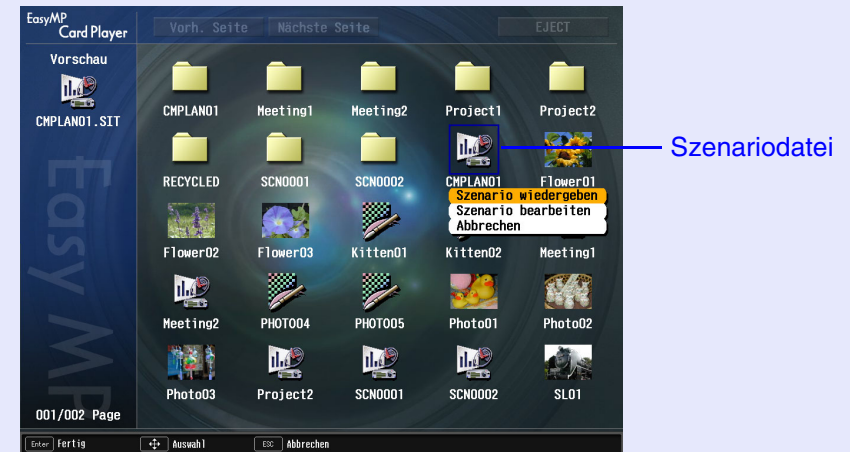 EasyMP
Card Player
Vorh. Seite
Nächste Seite
EJECT
Vorschau
CMPLAN01.SIT
CMPLAN01
Meeting1
Meeting2
Project1
Project2
RECYCLED
SCN0001
SCN0002
CMPLAN01
Flower01
Szenariodatei
Szenario wiedergeben
Szenario bearbeiten
Abbrechen
Flower02
Flower03
Kitten01
Kitten02
Meeting1
Meeting2
PHOTO04
PHOTO05
Photo01
Photo02
Photo03
Project2
SCN0001
SCN0002
SL01
Easy MP
001/002 Page
Enter Fertig
Auswahl
ESC Abbrechen